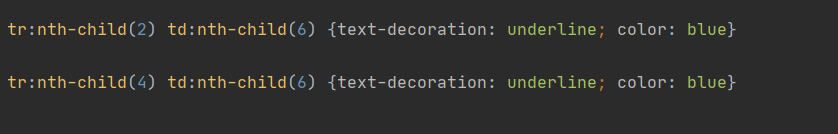 tr:nth-child(2) td:nth-child(6) {text-decoration: underline; color: blue}
tr:nth-child(4) td:nth-child(6) {text-decoration: underline; color: blue}